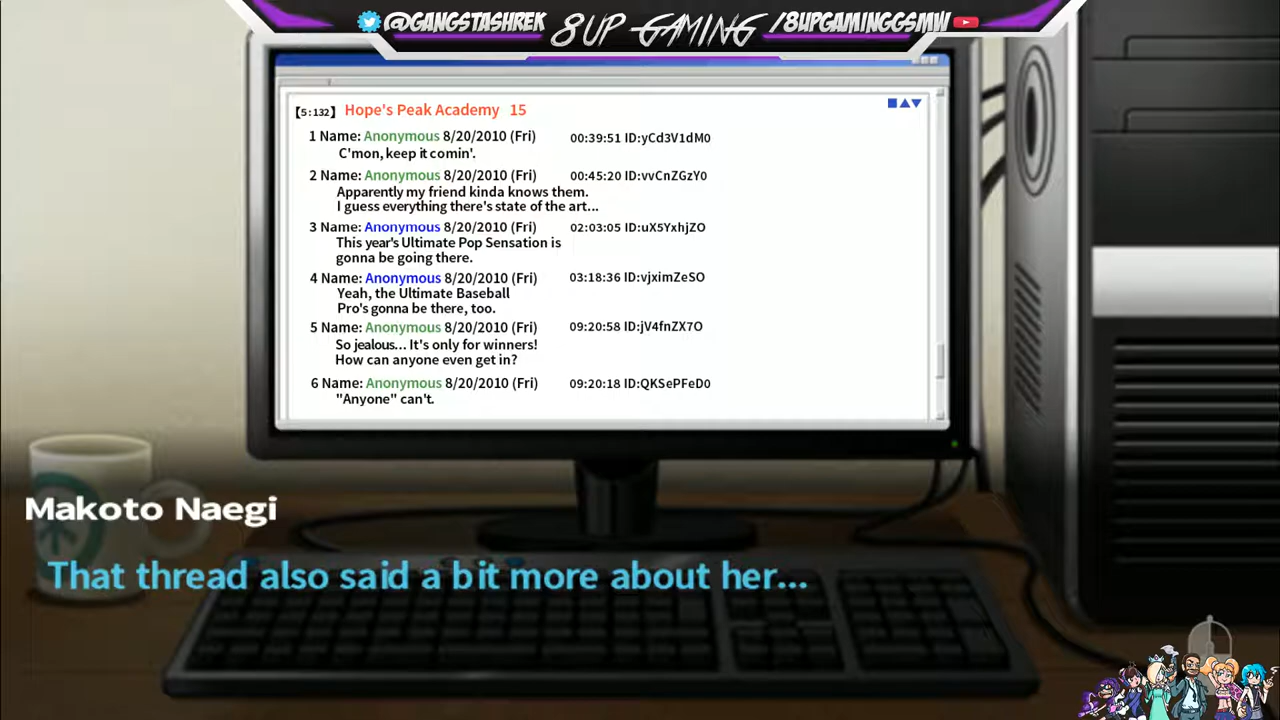 @GANGSTASHREK 8UP GAMING /8UPGAMINGGSMW
【5:132】 Hope's Peak Academy 15
1 Name: Anonymous 8/20/2010 (Fri) 00:39:51 ID:yCd3V1dM0
C'mon, keep it comin'.
2 Name: Anonymous 8/20/2010 (Fri) 00:45:20 ID:vvCnZGzY0
Apparently my friend kinda knows them.
I guess everything there's state of the art...
3 Name: Anonymous 8/20/2010 (Fri) 02:03:05 ID:uX5YxhjZO
This year's Ultimate Pop Sensation is
gonna be going there.
4 Name: Anonymous 8/20/2010 (Fri) 03:18:36 ID:vjximZeSO
Yeah, the Ultimate Baseball
Pro's gonna be there, too.
5 Name: Anonymous 8/20/2010 (Fri) 09:20:58 ID:jV4fnZX7O
So jealous... It's only for winners!
How can anyone even get in?
6 Name: Anonymous 8/20/2010 (Fri) 09:20:18 ID:QKSePFeD0
"Anyone" can't.
Makoto Naegi
That thread also said a bit more about her...